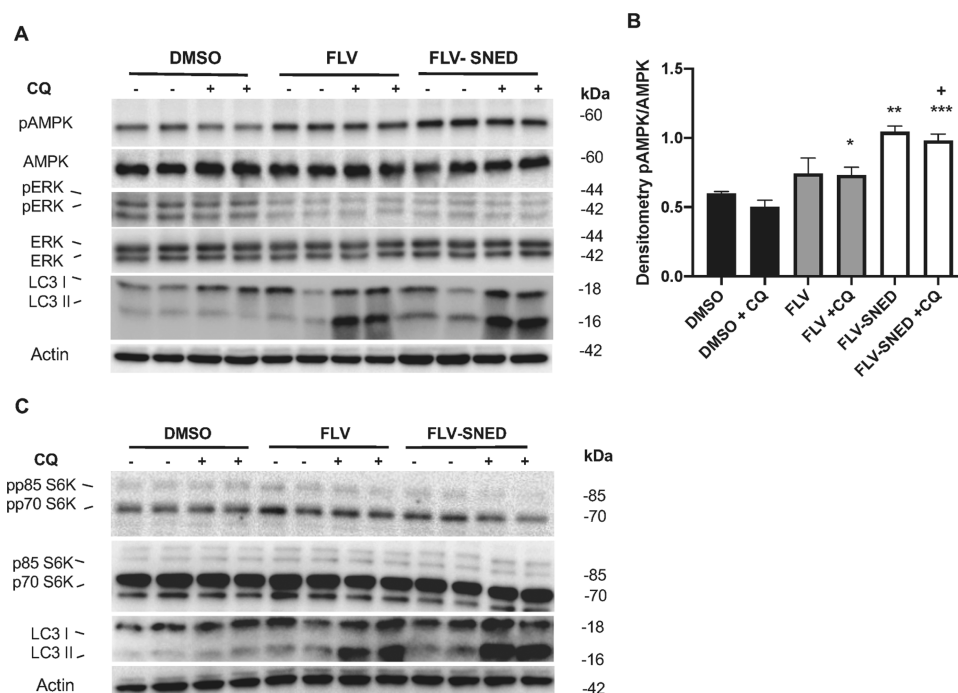 A
DMSO FLV FLV- SNED
CQ - - + + - - + + - - + + kDa
pAMPK -60
AMPK -60
pERK -44
pERK -42
ERK -44
ERK -42
LC3 I -18
LC3 II -16
Actin -42
B
Densitometry pAMPK/AMPK
1.5
1.0
0.5
0.0
* ** *** +
DMSO
DMSO + CQ
FLV
FLV +CQ
FLV-SNED
FLV-SNED +CQ
C
DMSO FLV FLV-SNED
CQ - - + + - - + + - - + + kDa
pp85 S6K -85
pp70 S6K -70
p85 S6K -85
p70 S6K -70
LC3 I -18
LC3 II -16
Actin -42